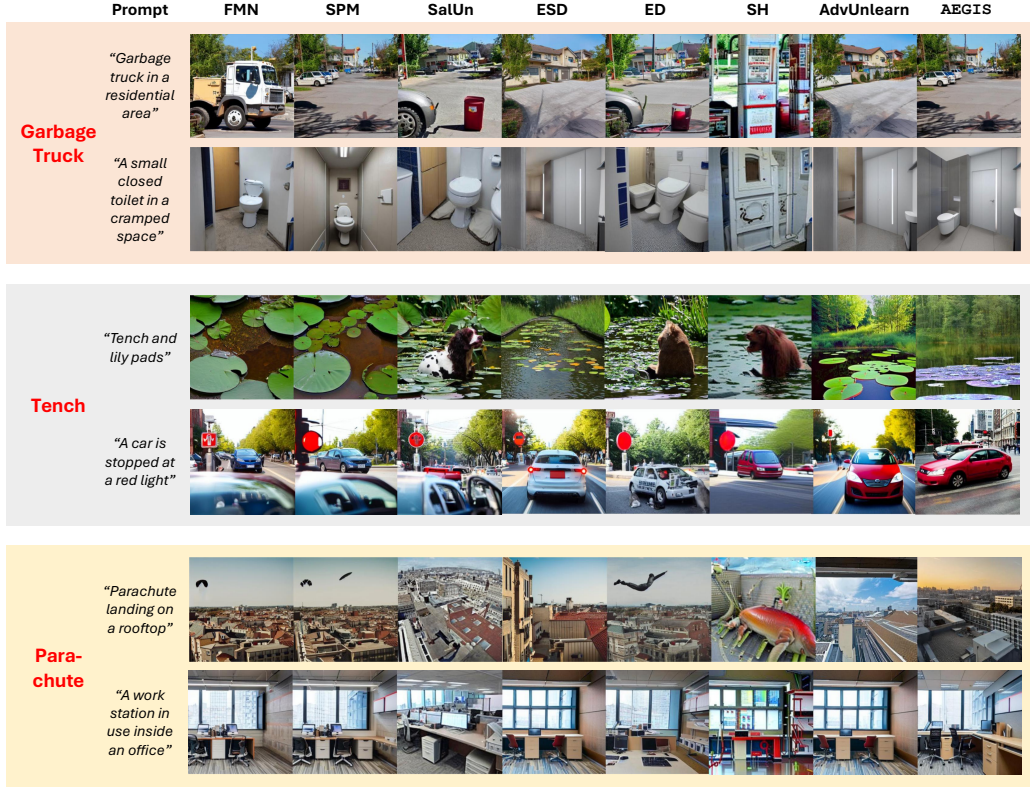 Prompt FMN SPM SalUn ESD ED SH AdvUnlearn AEGIS
Garbage
Truck
“Garbage
truck in a
residential
area”
“A small
closed
toilet in a
cramped
space”
Tench
“Tench and
lily pads”
“A car is
stopped at
a red light”
Para-
chute
“Parachute
landing on
a rooftop”
“A work
station in
use inside
an office”